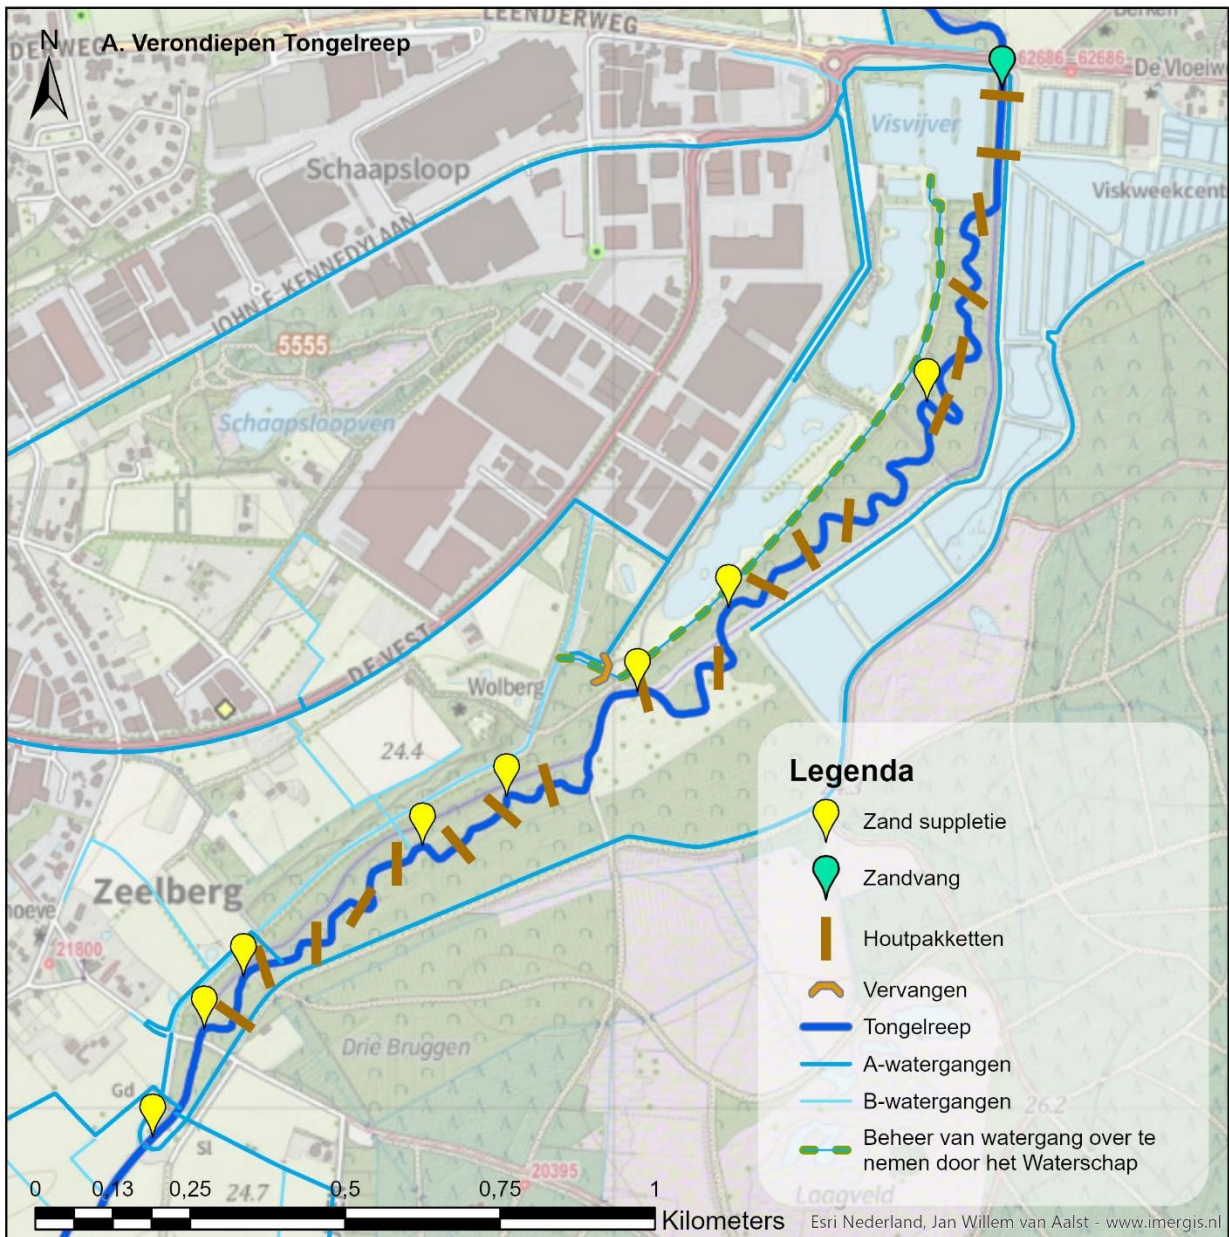 LEENDERWEG
Berken
N
A. Verondiepen Tongelreep
62686
62686
De Vloeiw
Visvijver
Schaapsloop
Viskweekcent
JOHN F. KENNEDYLAAN
5555
Schaapsloopven
DE VEST
Wolberg
24.4
Zeelberg
hoeve
21800
Drie Bruggen
Gd
Sl
24.7
20395
26.2
Laagveld
Legenda
Zand suppletie
Zandvang
Houtpakketten
Vervangen
Tongelreep
A-watergangen
B-watergangen
Beheer van watergang over te
nemen door het Waterschap
0 0,13 0,25 0,5 0,75 1
Kilometers
Esri Nederland, Jan Willem van Aalst - www.imergis.nl